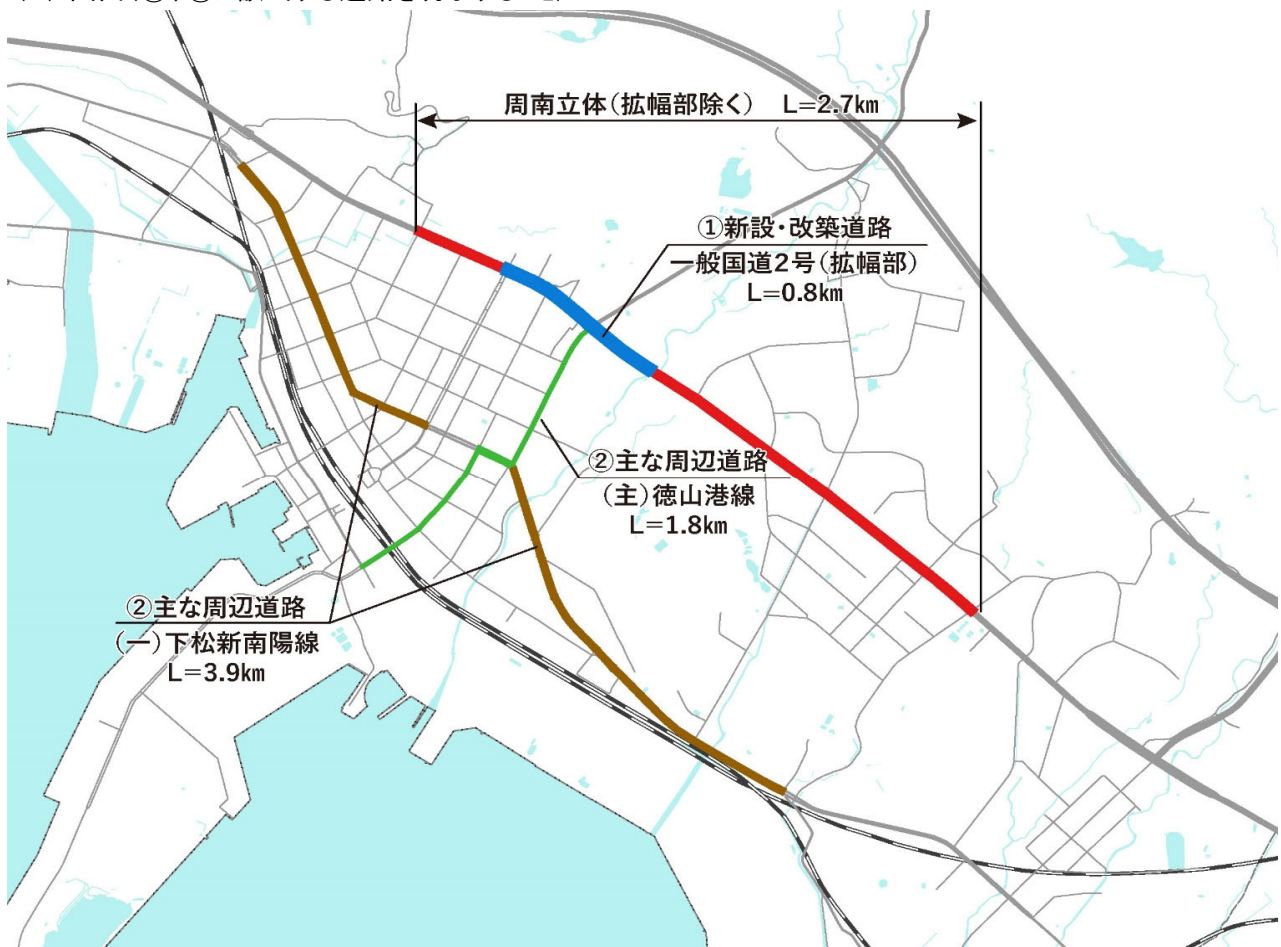 周南立体(拡幅部除く) L=2.7km
①新設・改築道路
一般国道2号(拡幅部)
L=0.8km
②主な周辺道路
(主)徳山港線
L=1.8km
②主な周辺道路
(一)下松新南陽線
L=3.9km